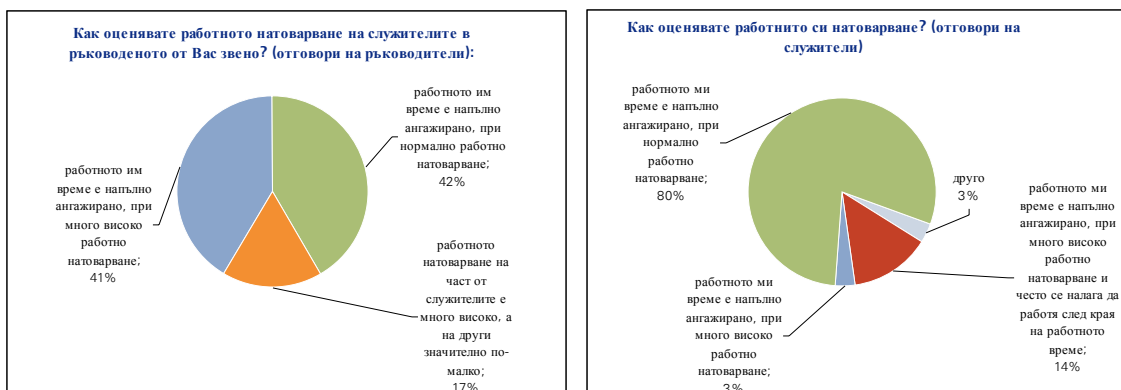 Как оценявате работното натоварване на служителите в
ръководеното от Вас звено? (отговори на ръководители):
работното им
време е напълно
ангажирано, при
нормално работно
натоварване;
42%
работното им
време е напълно
ангажирано, при
много високо
работно
натоварване;
41%
работното
натоварване на
част от
служителите е
много високо, а
на други
значително по-
малко;
17%
Как оценявате работнито си натоварване? (отговори на
служители)
работното ми
време е напълно
ангажирано, при
нормално
работно
натоварване;
80%
друго
3%
работното ми
време е напълно
ангажирано, при
много високо
работно
натоварване и
често се налага да
работя след края
на работното
време;
14%
работното ми
време е напълно
ангажирано, при
много високо
работно
натоварване;
3%